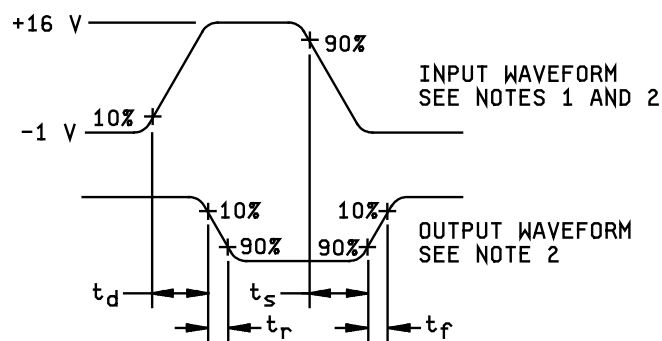 +16 V
90%
INPUT WAVEFORM
SEE NOTES 1 AND 2
10%
-1 V
10%
10%
OUTPUT WAVEFORM
SEE NOTE 2
90%
90%
td
ts
tr
tf